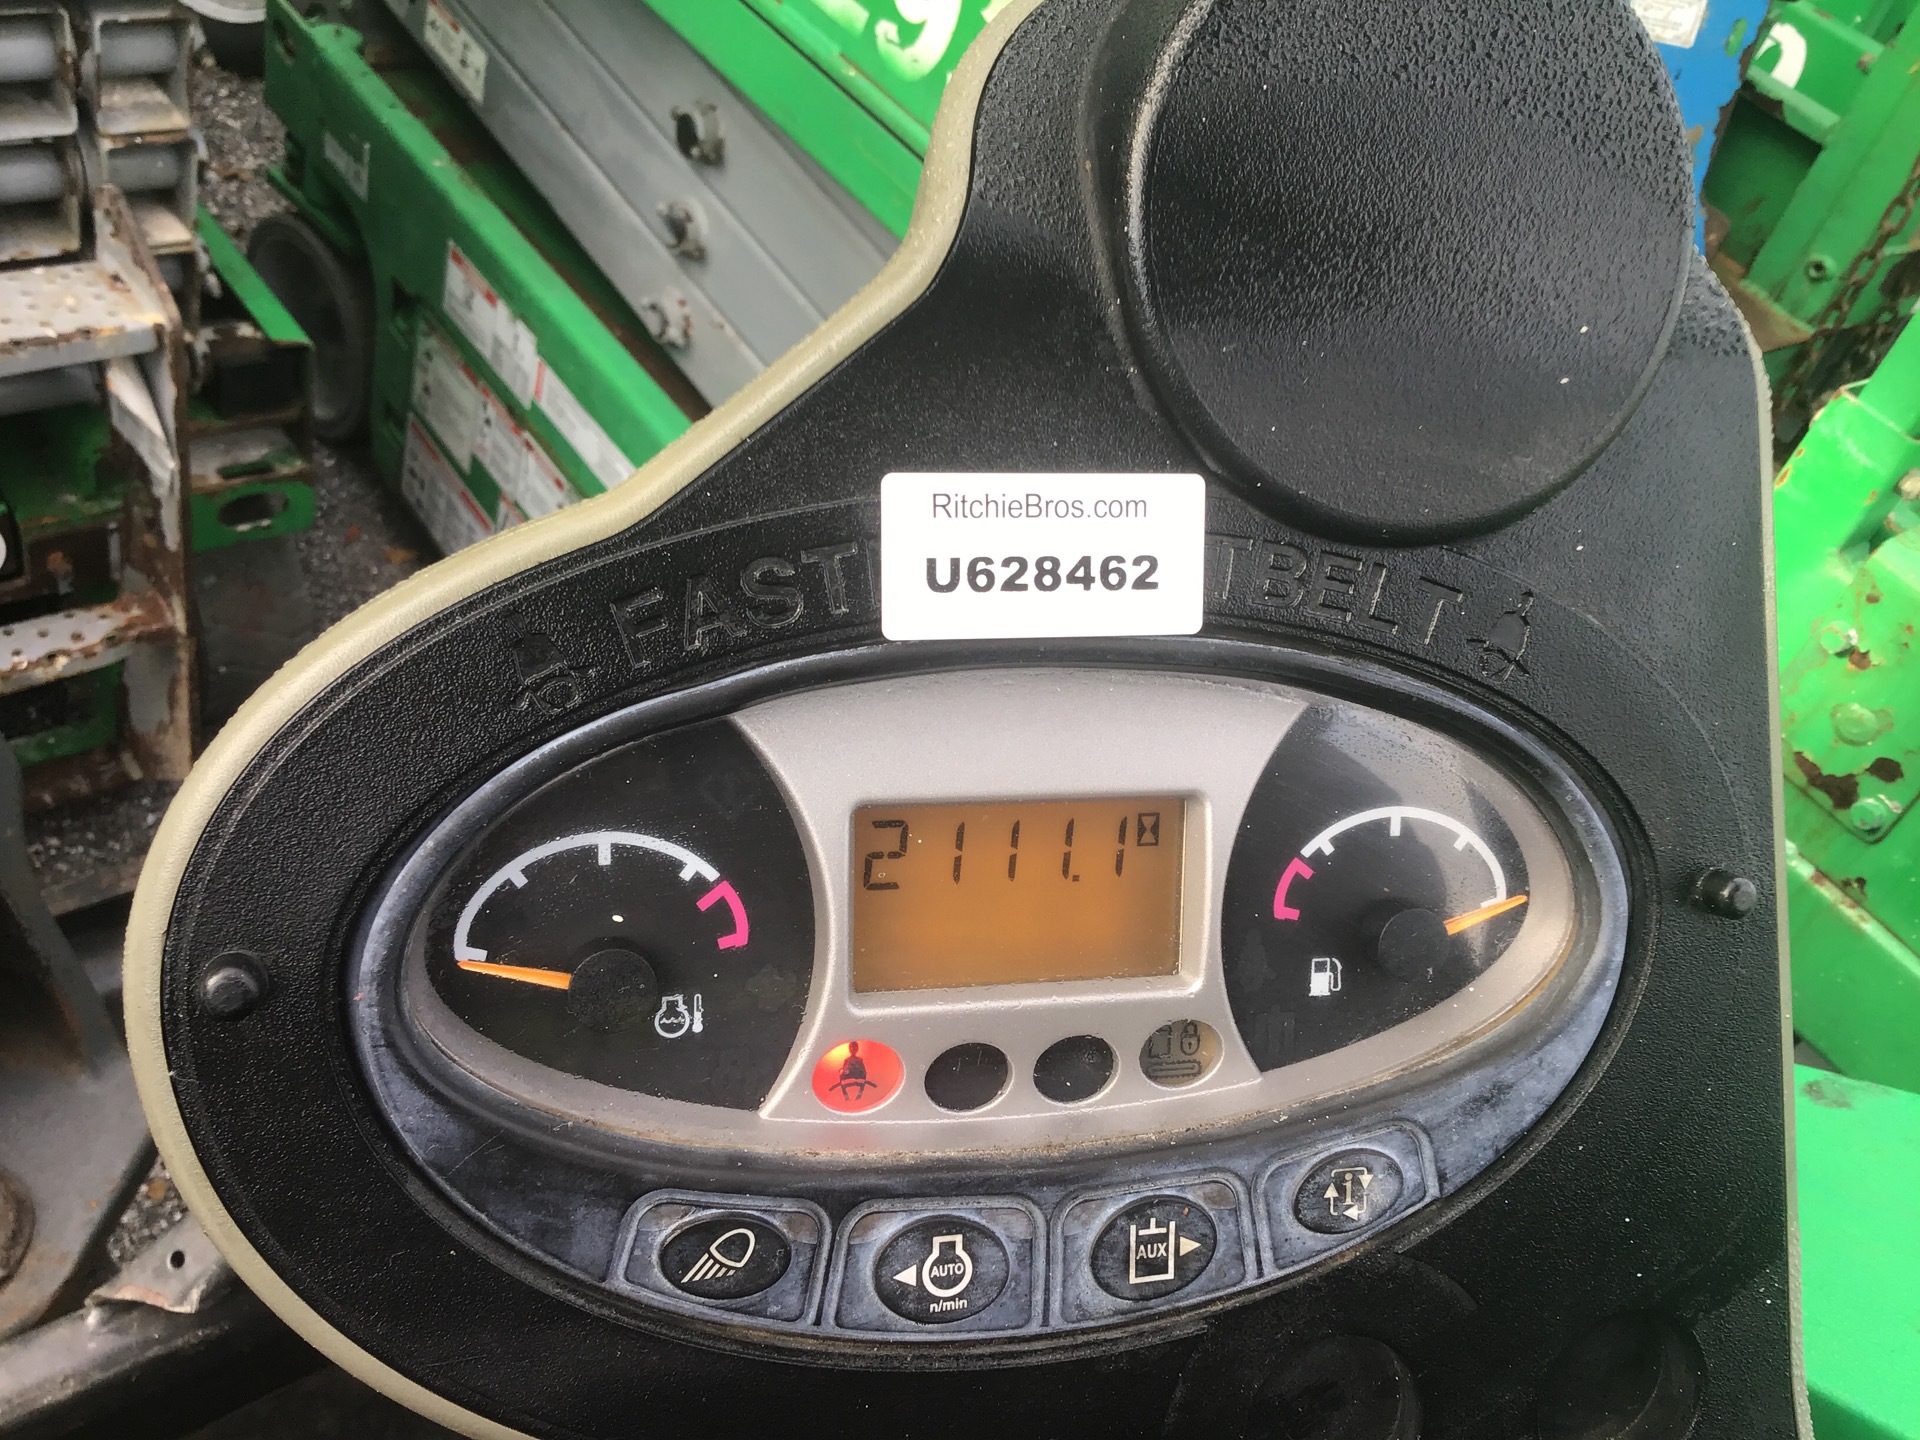 RitchieBros.com
U628462
FAST TBELT
2111.1
AUTO
n/min
AUX
i